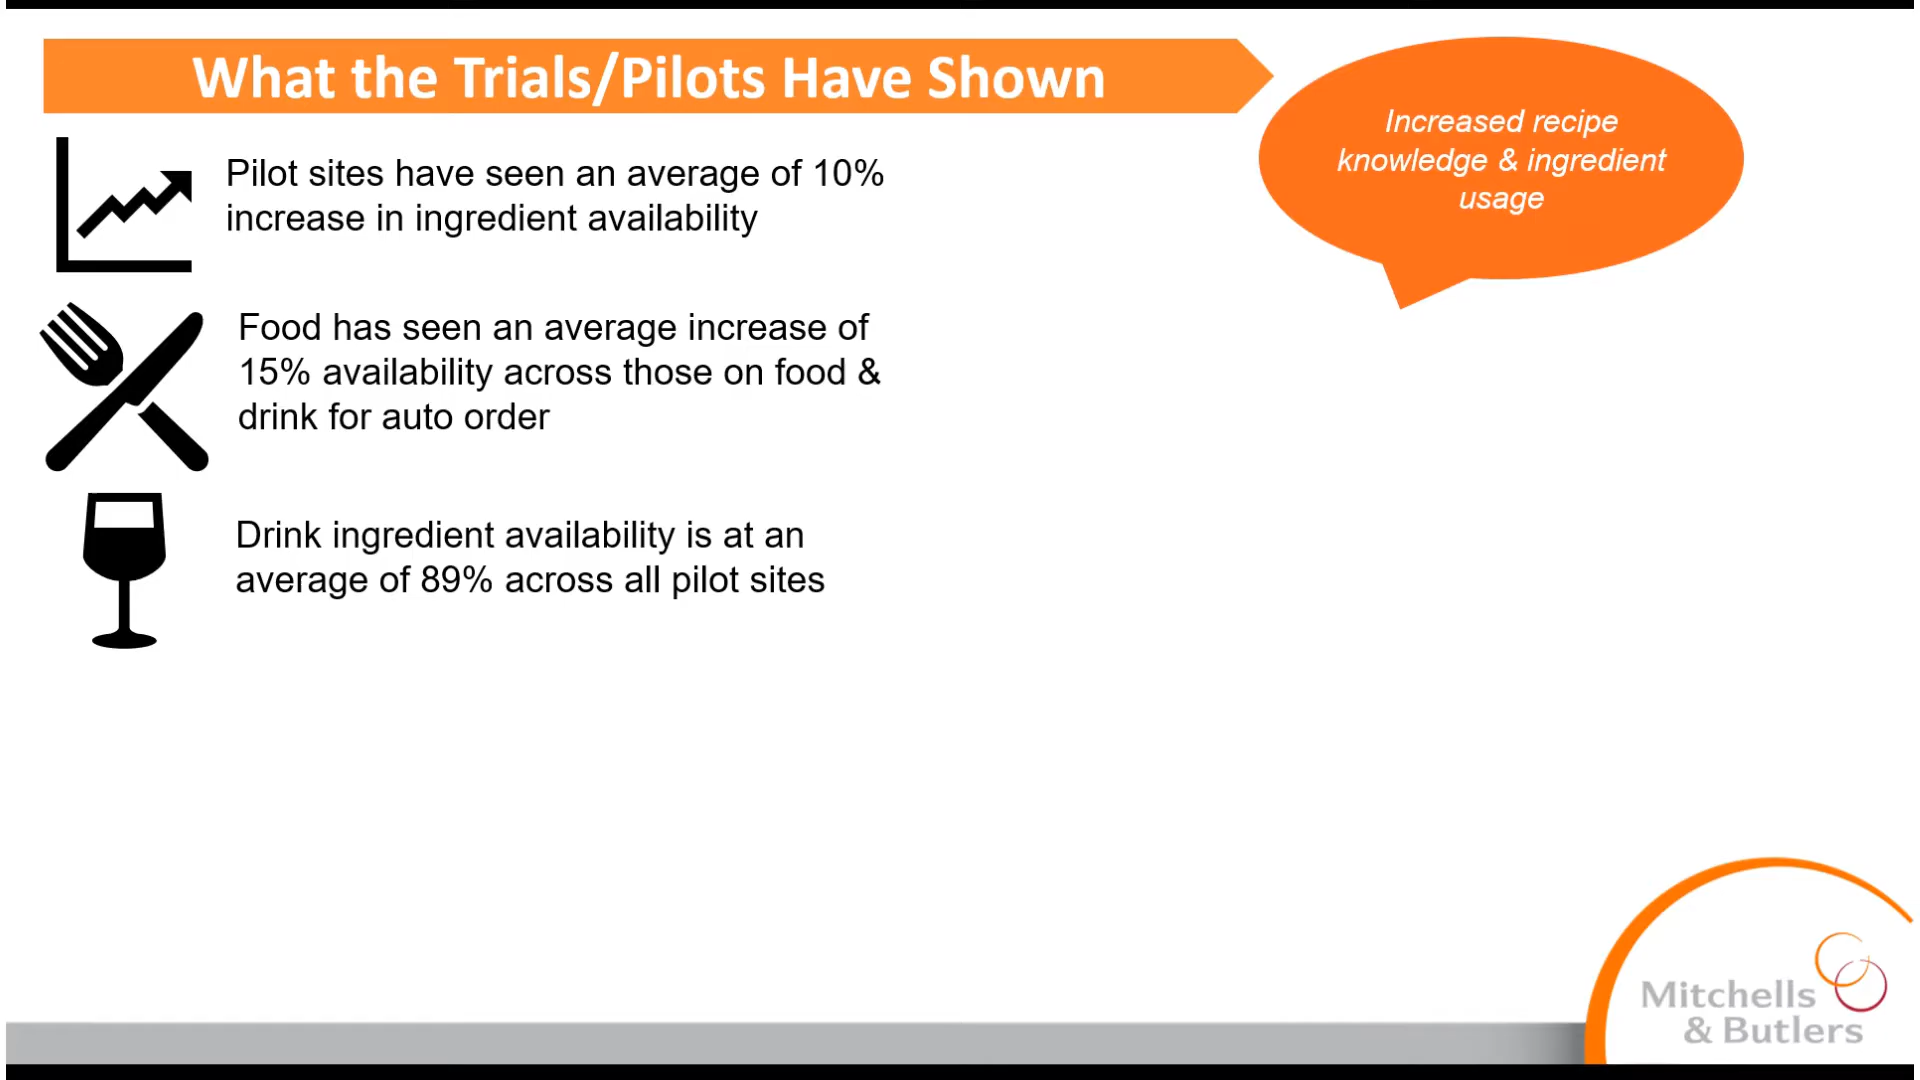 What the Trials/Pilots Have Shown
Increased recipe
knowledge & ingredient
usage
Pilot sites have seen an average of 10%
increase in ingredient availability
Food has seen an average increase of
15% availability across those on food &
drink for auto order
Drink ingredient availability is at an
average of 89% across all pilot sites
Mitchells
& Butlers